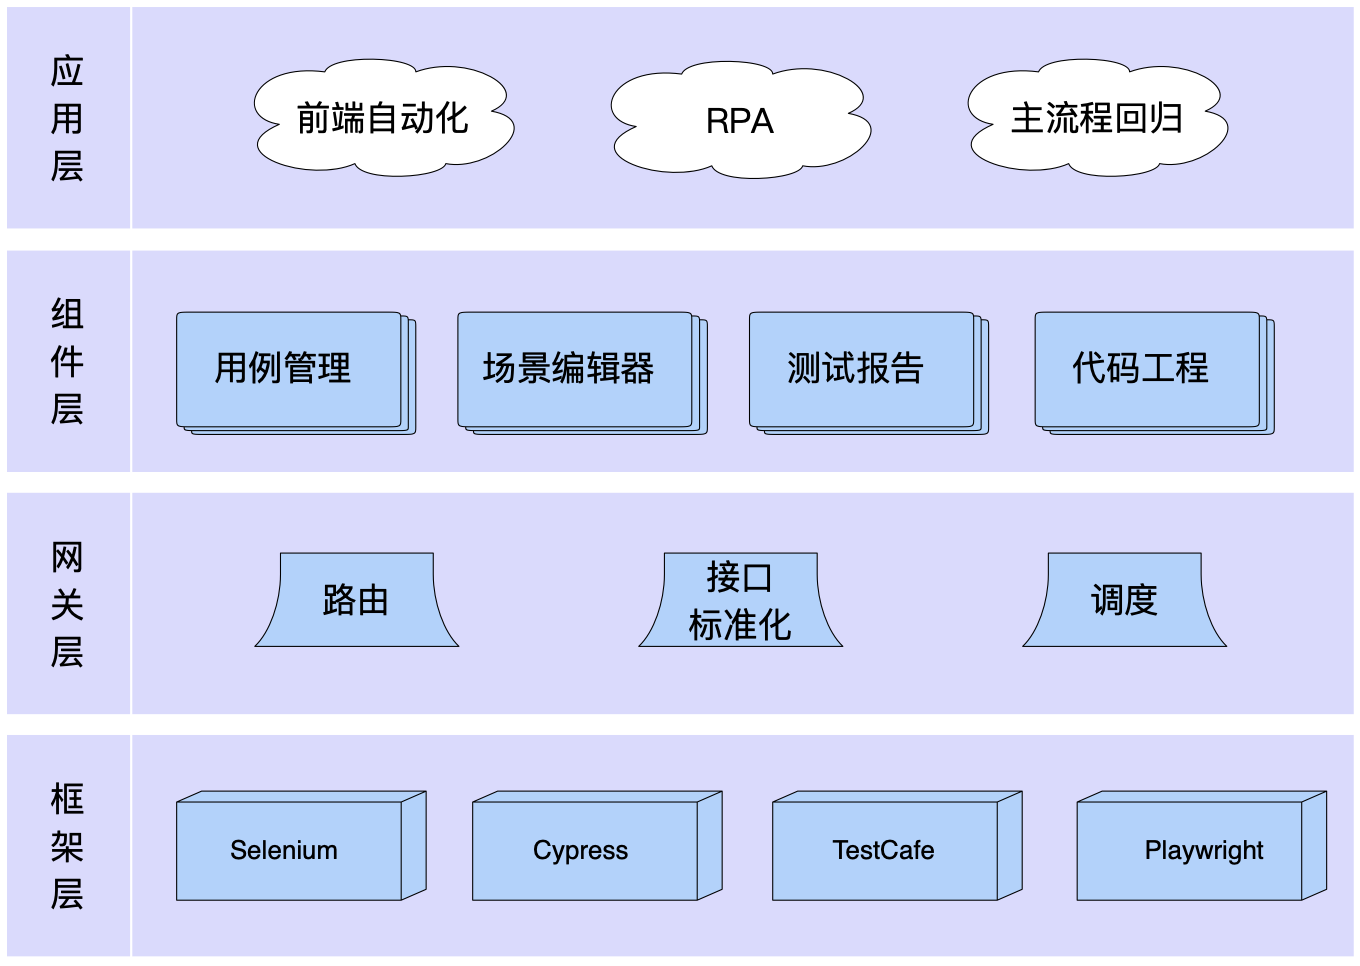 应
用
层
前端自动化
RPA
主流程回归
组
件
层
用例管理
场景编辑器
测试报告
代码工程
网
关
层
路由
接口
标准化
调度
框
架
层
Selenium
Cypress
TestCafe
Playwright